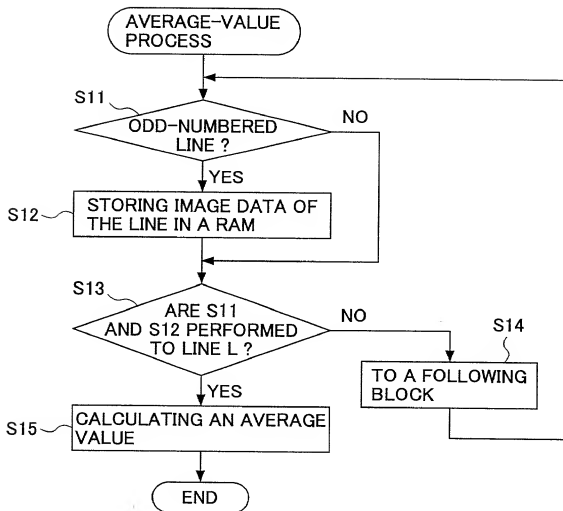 AVERAGE-VALUE
PROCESS
S11
ODD-NUMBERED
LINE ?
NO
YES
S12
STORING IMAGE DATA OF
THE LINE IN A RAM
S13
ARE S11
AND S12 PERFORMED
TO LINE L ?
NO
S14
TO A FOLLOWING
BLOCK
YES
S15
CALCULATING AN AVERAGE
VALUE
END